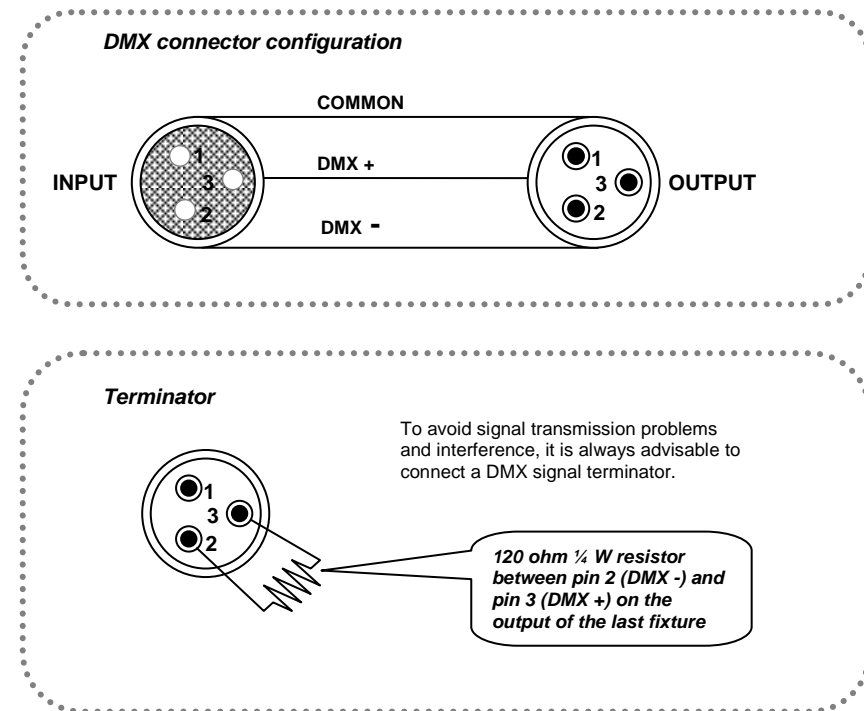 DMX connector configuration
COMMON
INPUT
1
3
2
DMX +
DMX -
1
3
2
OUTPUT
Terminator
To avoid signal transmission problems
and interference, it is always advisable to
connect a DMX signal terminator.
1
3
2
120 ohm ¼ W resistor
between pin 2 (DMX -) and
pin 3 (DMX +) on the
output of the last fixture